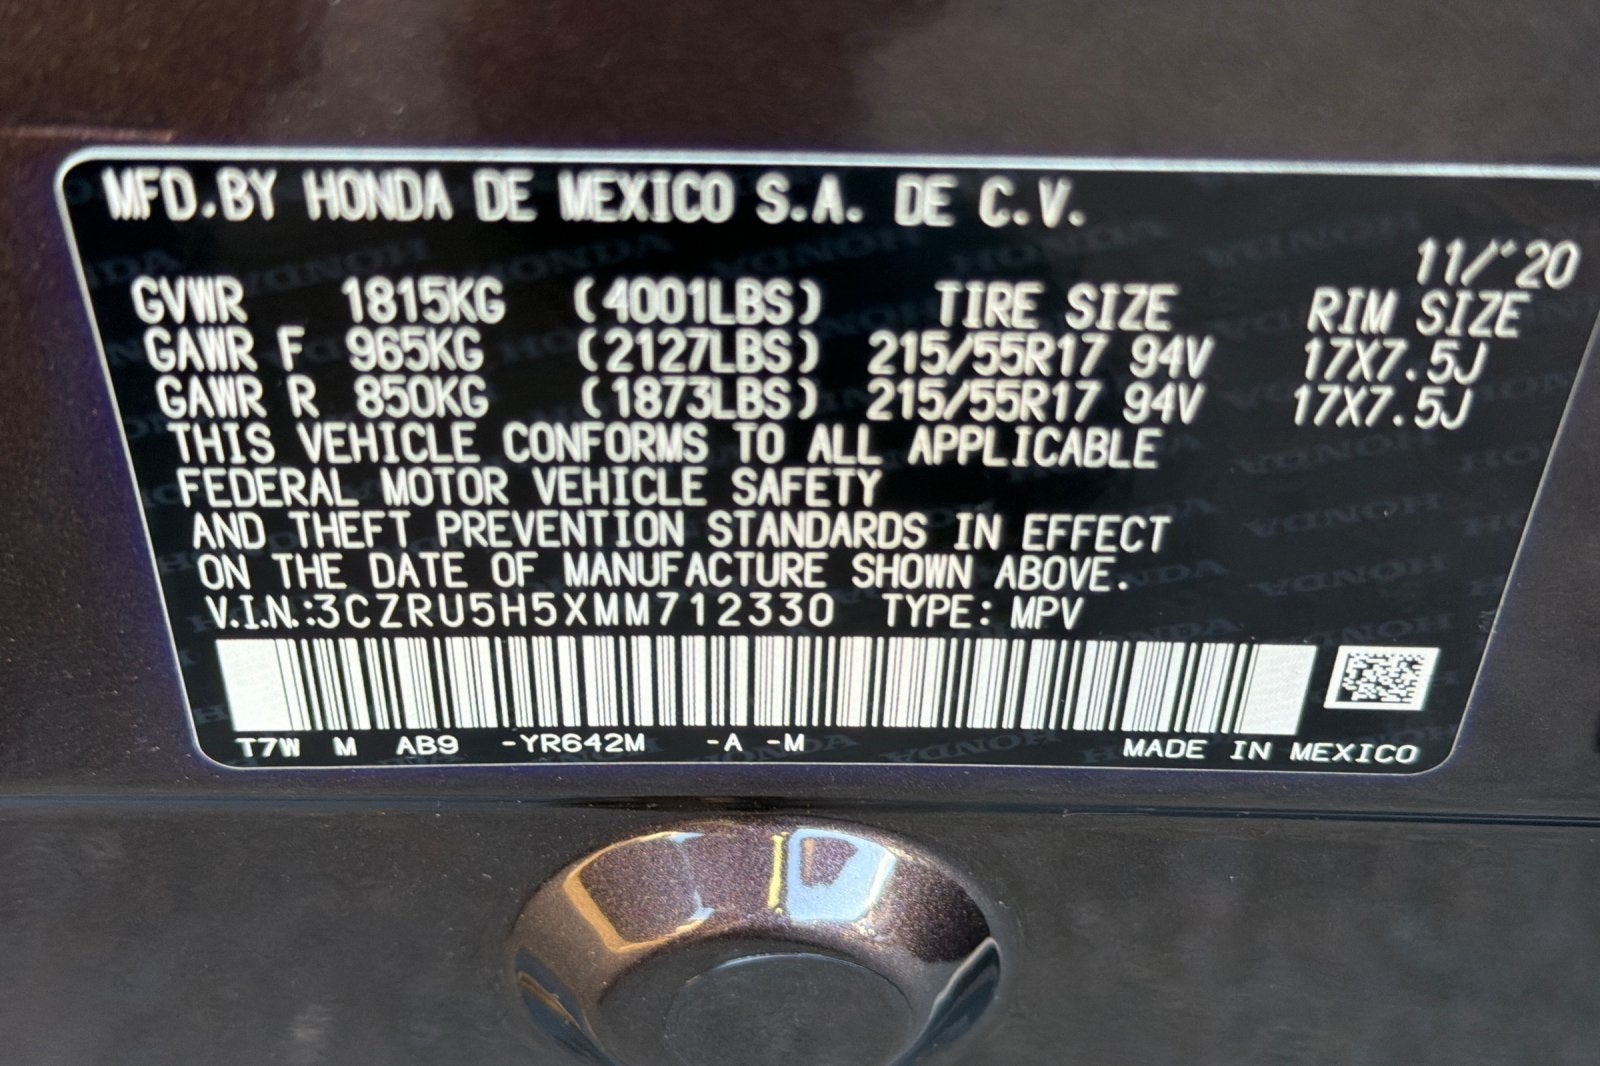 MFD.BY HONDA DE MEXICO S.A. DE C.V.
11/'20
GVWR 1815KG (4001LBS) TIRE SIZE RIM SIZE
GAWR F 965KG (2127LBS) 215/55R17 94V 17X7.5J
GAWR R 850KG (1873LBS) 215/55R17 94V 17X7.5J
THIS VEHICLE CONFORMS TO ALL APPLICABLE
FEDERAL MOTOR VEHICLE SAFETY
AND THEFT PREVENTION STANDARDS IN EFFECT
ON THE DATE OF MANUFACTURE SHOWN ABOVE.
V.I.N.:3CZRU5H5XMM712330 TYPE: MPV
T7W M AB9 -YR642M -A -M MADE IN MEXICO